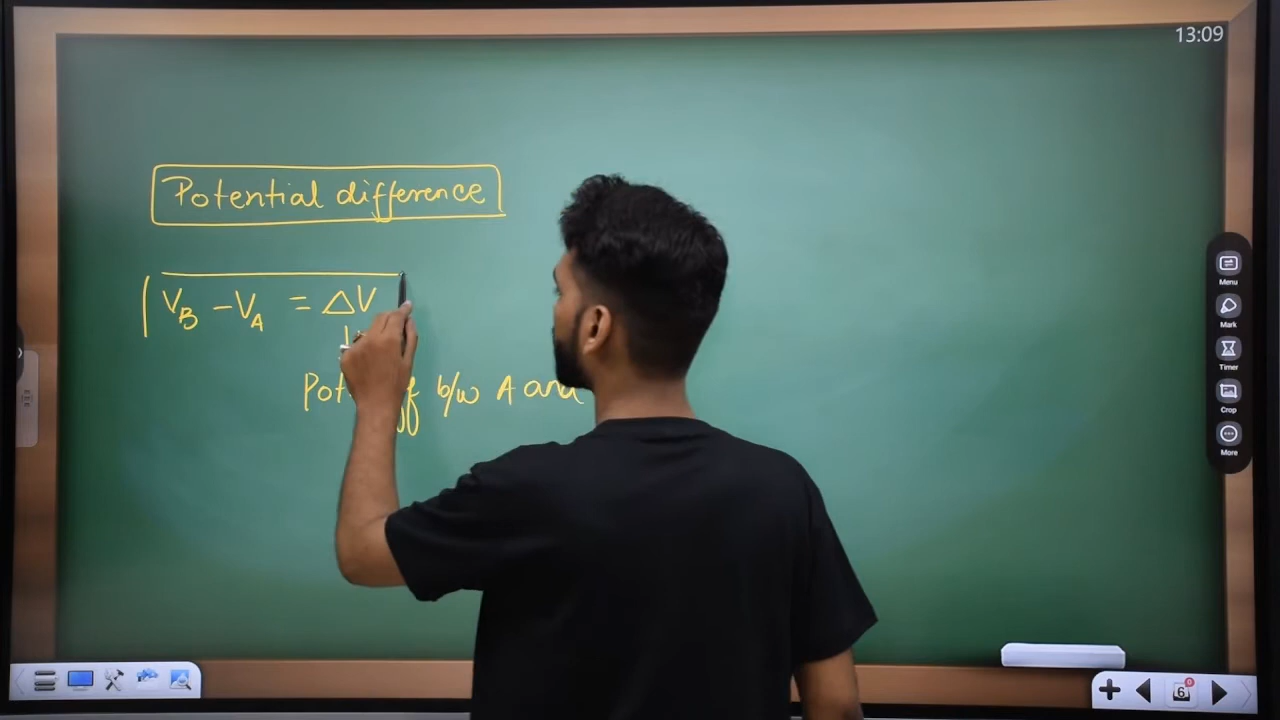 13:09
Potential difference
V_B - V_A = ΔV
b/w A and
Menu
Mark
Timer
Crop
More
6